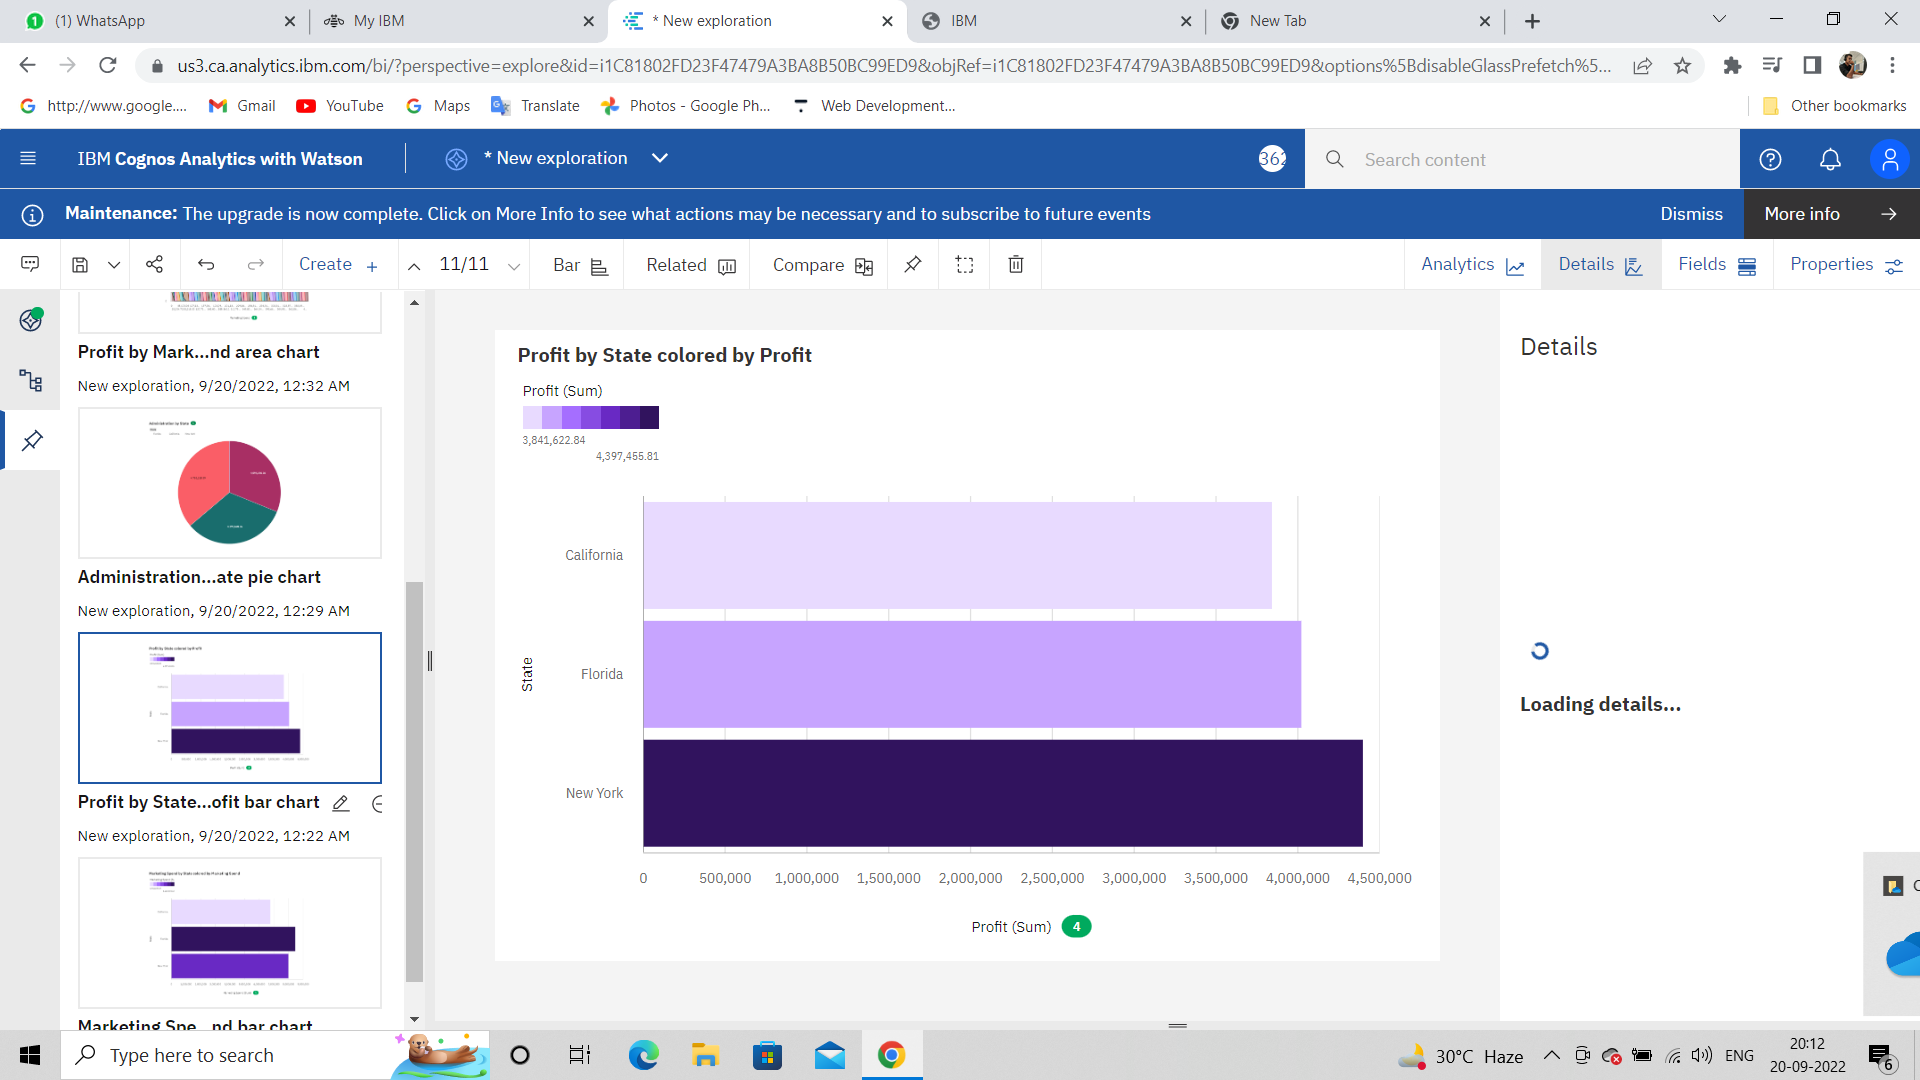 (1) WhatsApp
My IBM
* New exploration
IBM
New Tab
us3.ca.analytics.ibm.com/bi/?perspective=explore&id=i1C81802FD23F47479A3BA8B50BC99ED9&objRef=i1C81802FD23F47479A3BA8B50BC99ED9&options%5BdisableGlassPrefetch%5...
http://www.google.... Gmail YouTube Maps Translate Photos - Google Ph... Web Development... Other bookmarks
IBM Cognos Analytics with Watson * New exploration 362 Search content
Maintenance: The upgrade is now complete. Click on More Info to see what actions may be necessary and to subscribe to future events Dismiss More info
Create 11/11 Bar Related Compare Analytics Details Fields Properties
Profit by Mark...nd area chart
New exploration, 9/20/2022, 12:32 AM
Administration...ate pie chart
New exploration, 9/20/2022, 12:29 AM
Profit by State...ofit bar chart
New exploration, 9/20/2022, 12:22 AM
Marketing Spe...nd bar chart
Profit by State colored by Profit
Profit (Sum)
3,841,622.84
4,397,455.81
California
Florida
New York
State
0 500,000 1,000,000 1,500,000 2,000,000 2,500,000 3,000,000 3,500,000 4,000,000 4,500,000
Profit (Sum) 4
Details
Loading details...
Type here to search
30°C Haze
ENG
20:12
20-09-2022
6